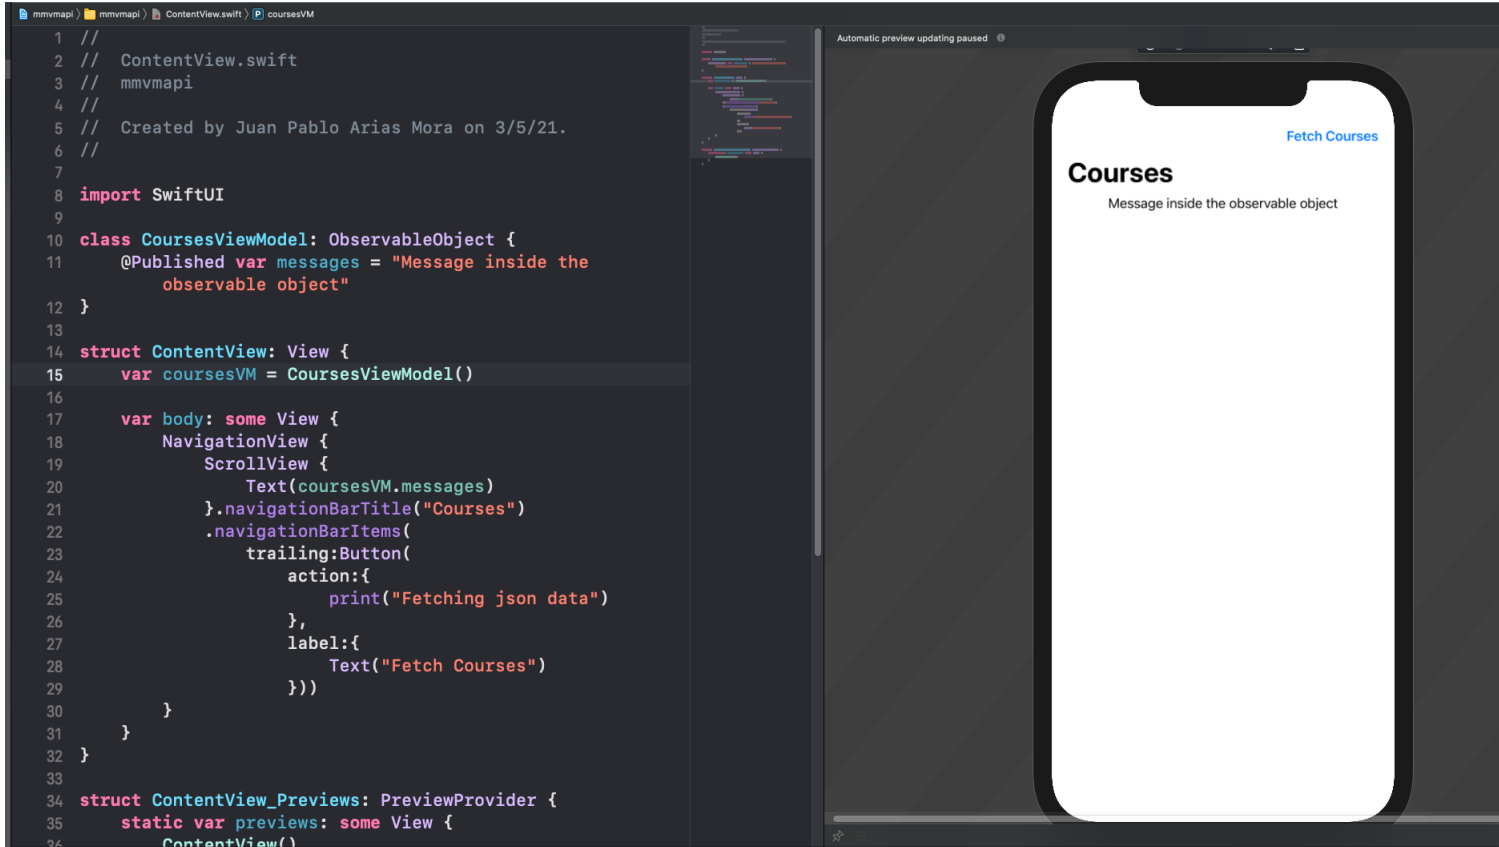 mmvmapi mmvmapi ContentView.swift P coursesVM
1 //
2 //  ContentView.swift
3 //  mmvmapi
4 //
5 //  Created by Juan Pablo Arias Mora on 3/5/21.
6 //
7
8 import SwiftUI
9
10 class CoursesViewModel: ObservableObject {
11     @Published var messages = "Message inside the
observable object"
12 }
13
14 struct ContentView: View {
15     var coursesVM = CoursesViewModel()
16
17     var body: some View {
18         NavigationView {
19             ScrollView {
20                 Text(coursesVM.messages)
21             }.navigationBarTitle("Courses")
22             .navigationBarItems(
23                 trailing:Button(
24                     action:{
25                         print("Fetching json data")
26                     },
27                     label:{
28                         Text("Fetch Courses")
29                     }))
30         }
31     }
32 }
33
34 struct ContentView_Previews: PreviewProvider {
35     static var previews: some View {
36         ContentView()
Automatic preview updating paused
Fetch Courses
Courses
Message inside the observable object